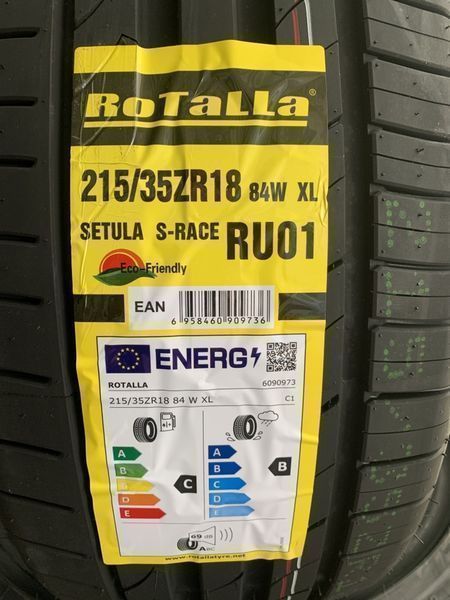 RoTaLLa®
215/35ZR18 84W XL
SETULA S-RACE RU01
Eco-Friendly
EAN
6 958460 909736
ENERG
ROTALLA 6090973
215/35ZR18 84 W XL C1
A A
B B
C C
D D
E E
C B
69 dB
ABC
www.rotallatyre.net